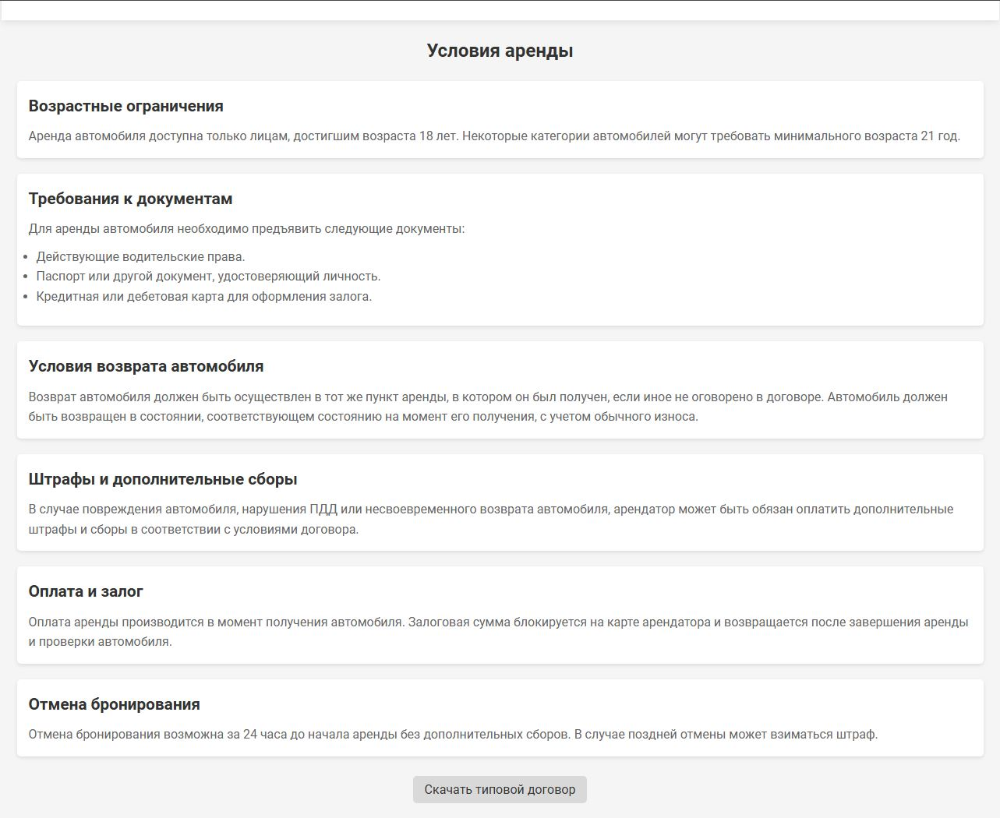 Условия аренды
Возрастные ограничения
Аренда автомобиля доступна только лицам, достигшим возраста 18 лет. Некоторые категории автомобилей могут требовать минимального возраста 21 год.
Требования к документам
Для аренды автомобиля необходимо предъявить следующие документы:
Действующие водительские права.
Паспорт или другой документ, удостоверяющий личность.
Кредитная или дебетовая карта для оформления залога.
Условия возврата автомобиля
Возврат автомобиля должен быть осуществлен в тот же пункт аренды, в котором он был получен, если иное не оговорено в договоре. Автомобиль должен
быть возвращен в состоянии, соответствующем состоянию на момент его получения, с учетом обычного износа.
Штрафы и дополнительные сборы
В случае повреждения автомобиля, нарушения ПДД или несвоевременного возврата автомобиля, арендатор может быть обязан оплатить дополнительные
штрафы и сборы в соответствии с условиями договора.
Оплата и залог
Оплата аренды производится в момент получения автомобиля. Залоговая сумма блокируется на карте арендатора и возвращается после завершения аренды
и проверки автомобиля.
Отмена бронирования
Отмена бронирования возможна за 24 часа до начала аренды без дополнительных сборов. В случае поздней отмены может взиматься штраф.
Скачать типовой договор